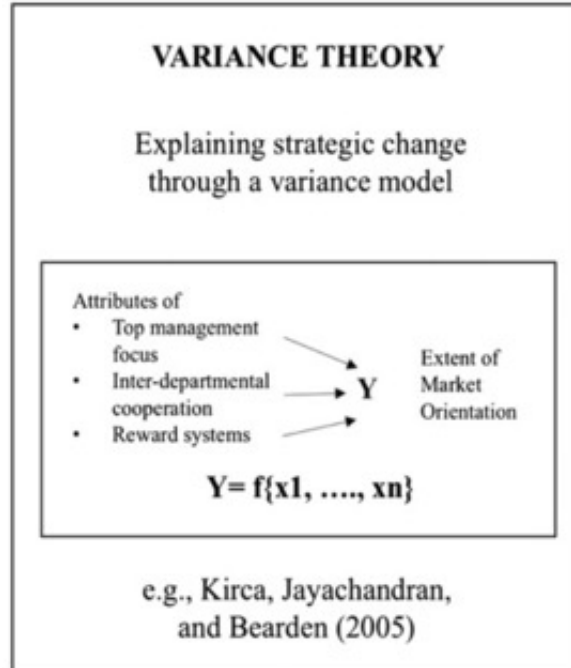 VARIANCE THEORY
Explaining strategic change
through a variance model
Attributes of
• Top management
focus
• Inter-departmental
cooperation
• Reward systems
Y
Extent of
Market
Orientation
Y= f{x1, …., xn}
e.g., Kirca, Jayachandran,
and Bearden (2005)